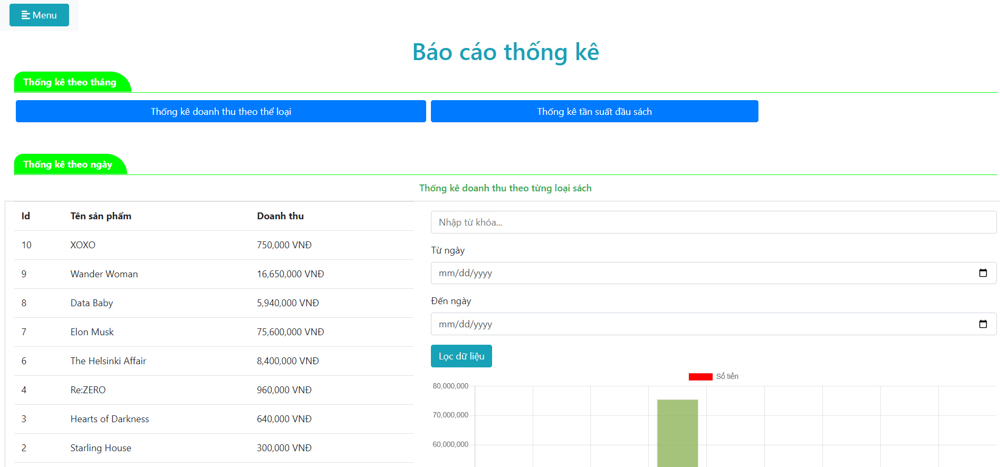 Menu
Báo cáo thống kê
Thống kê theo tháng
Thống kê doanh thu theo thể loại
Thống kê tần suất đầu sách
Thống kê theo ngày
Thống kê doanh thu theo từng loại sách
Id Tên sản phẩm Doanh thu
10 XOXO 750,000 VNĐ
9 Wander Woman 16,650,000 VNĐ
8 Data Baby 5,940,000 VNĐ
7 Elon Musk 75,600,000 VNĐ
6 The Helsinki Affair 8,400,000 VNĐ
4 Re:ZERO 960,000 VNĐ
3 Hearts of Darkness 640,000 VNĐ
2 Starling House 300,000 VNĐ
Nhập từ khóa...
Từ ngày
mm/dd/yyyy
Đến ngày
mm/dd/yyyy
Lọc dữ liệu
Số tiền
80,000,000
70,000,000
60,000,000